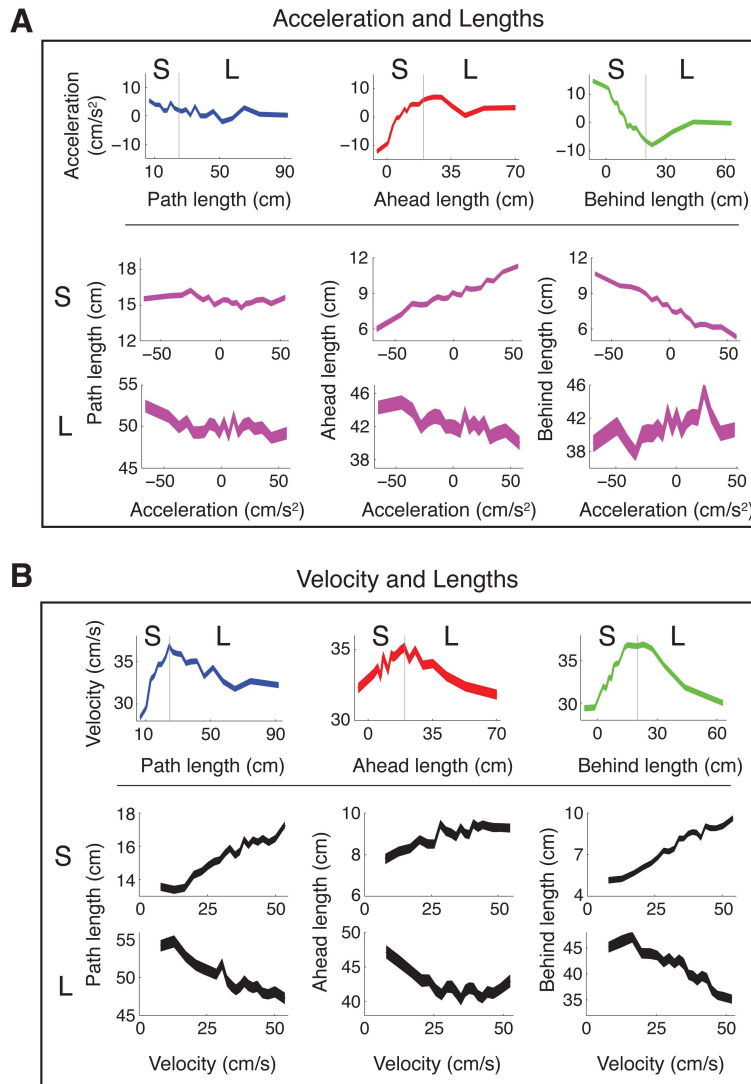 A
Acceleration and Lengths
S L S L S L
Acceleration
(cm/s²)
10
0
−10
10 50 90
Path length (cm)
10
0
−10
0 35 70
Ahead length (cm)
10
0
−10
0 30 60
Behind length (cm)
S
Path length (cm)
18
15
12
−50 0 50
Ahead length (cm)
12
9
6
−50 0 50
Behind length (cm)
12
9
6
−50 0 50
L
55
50
45
−50 0 50
Acceleration (cm/s²)
46
42
38
−50 0 50
Acceleration (cm/s²)
46
44
42
40
38
−50 0 50
Acceleration (cm/s²)
B
Velocity and Lengths
S L S L S L
Velocity (cm/s)
35
30
10 50 90
Path length (cm)
35
30
0 35 70
Ahead length (cm)
35
30
0 30 60
Behind length (cm)
S
Path length (cm)
18
16
14
0 25 50
Ahead length (cm)
10
8
6
0 25 50
Behind length (cm)
10
7
4
0 25 50
L
55
50
45
0 25 50
Velocity (cm/s)
50
45
40
0 25 50
Velocity (cm/s)
45
40
35
0 25 50
Velocity (cm/s)